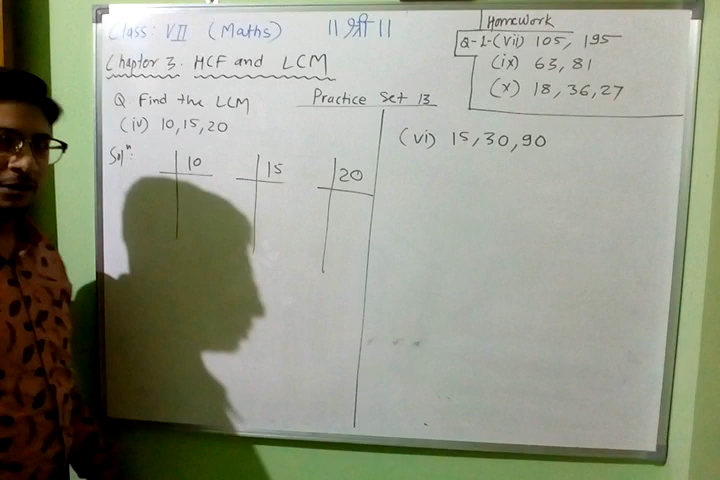 Class: VII (Maths) || श्री ||
Chapter 3. HCF and LCM
Homework
Q-1-(vii) 105, 195
(ix) 63, 81
(x) 18, 36, 27
Practice Set 13
Q Find the LCM
(iv) 10, 15, 20
Solⁿ:
10
15
20
(vi) 15, 30, 90